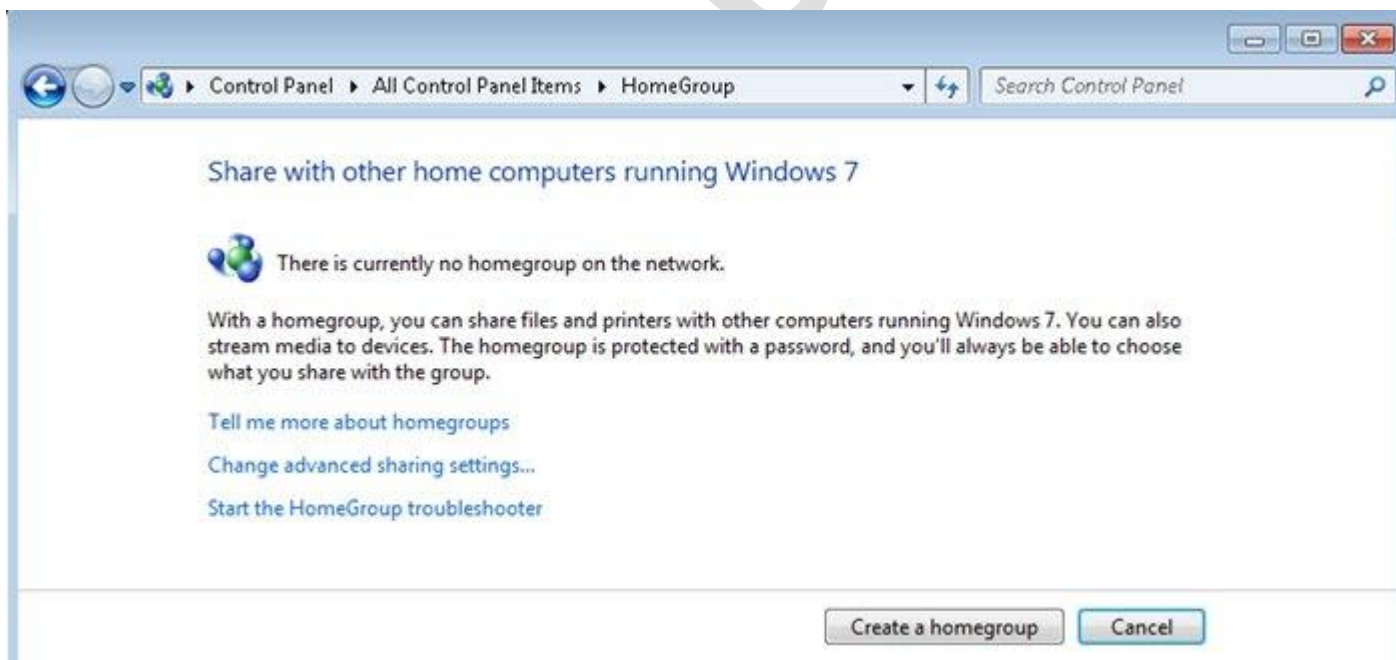 Control Panel ▸ All Control Panel Items ▸ HomeGroup
Search Control Panel
Share with other home computers running Windows 7
There is currently no homegroup on the network.
With a homegroup, you can share files and printers with other computers running Windows 7. You can also
stream media to devices. The homegroup is protected with a password, and you'll always be able to choose
what you share with the group.
Tell me more about homegroups
Change advanced sharing settings...
Start the HomeGroup troubleshooter
Create a homegroup
Cancel